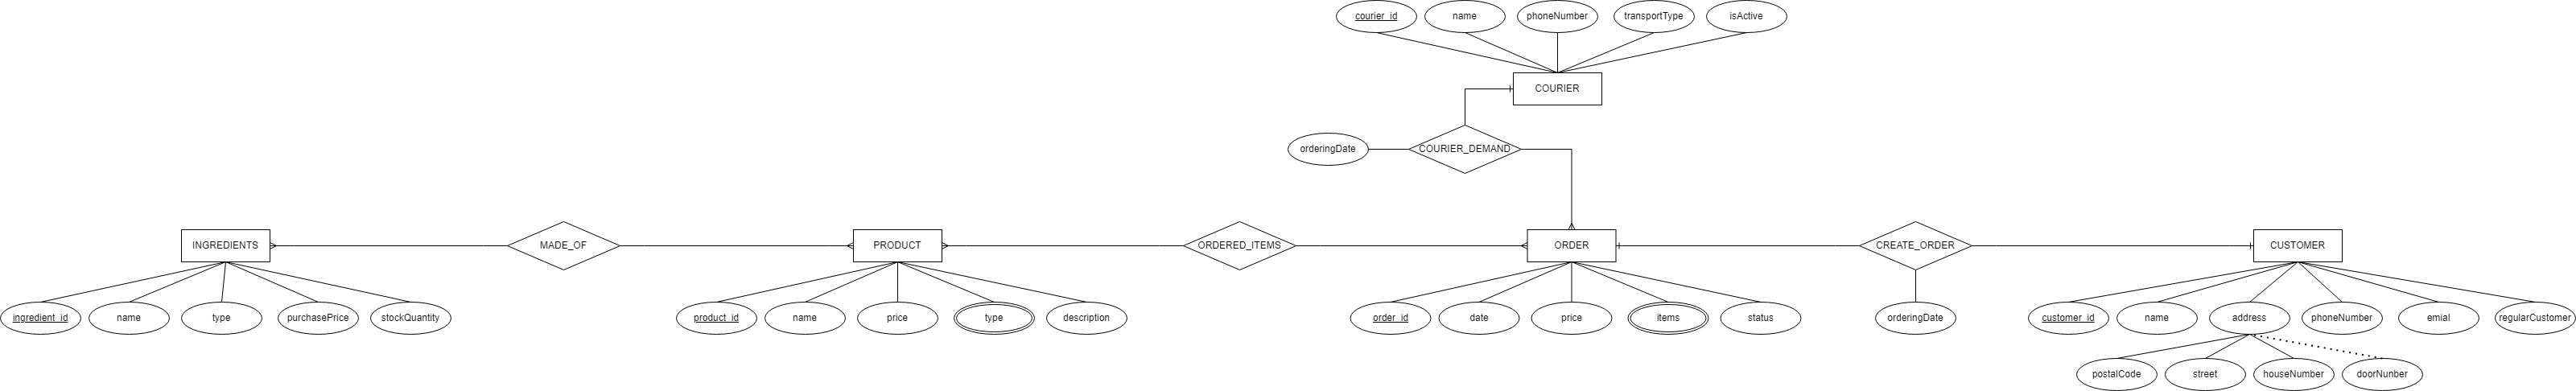 courier_id
name
phoneNumber
transportType
isActive
COURIER
orderingDate
COURIER_DEMAND
INGREDIENTS
MADE_OF
PRODUCT
ORDERED_ITEMS
ORDER
CREATE_ORDER
CUSTOMER
ingredient_id
name
type
purchasePrice
stockQuantity
product_id
name
price
type
description
order_id
date
price
items
status
orderingDate
customer_id
name
address
phoneNumber
emial
regularCustomer
postalCode
street
houseNumber
doorNunber